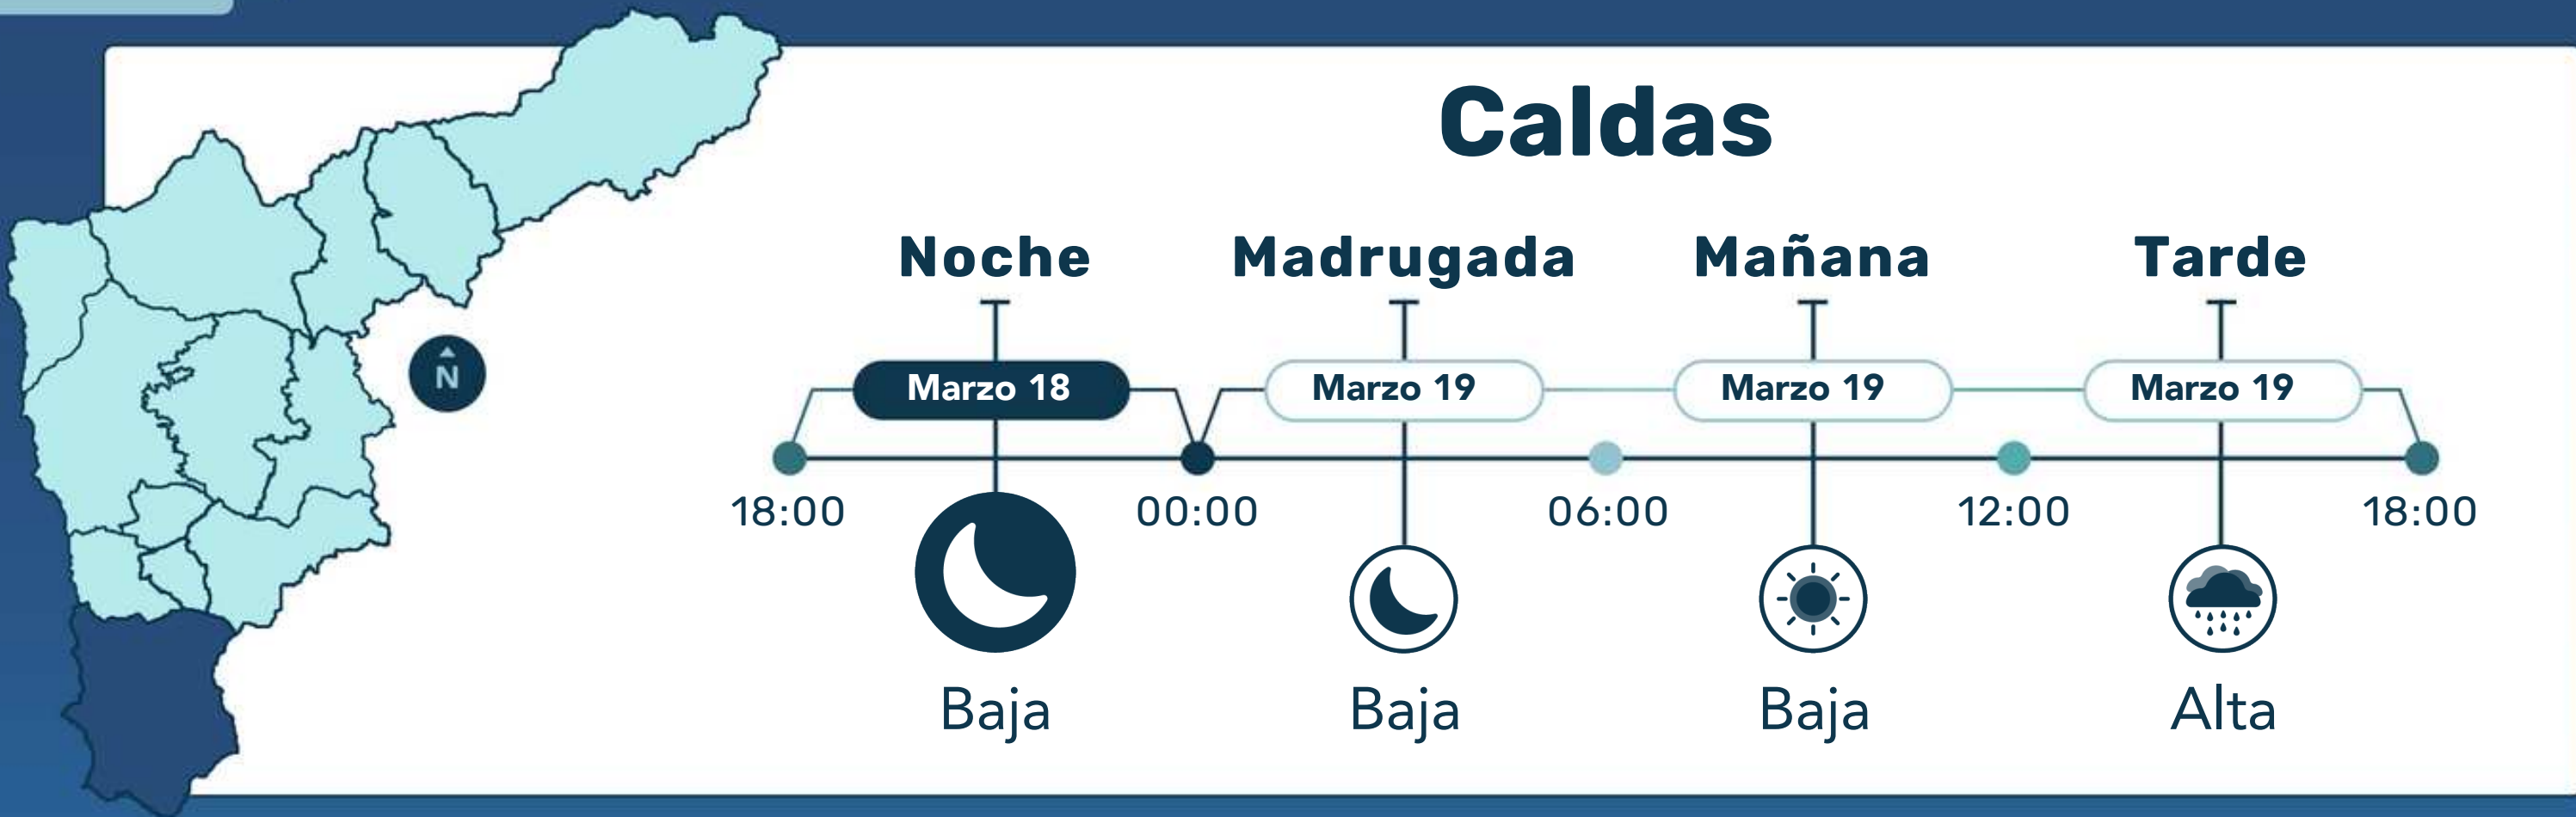 Caldas
Noche Madrugada Mañana Tarde
N
Marzo 18 Marzo 19 Marzo 19 Marzo 19
18:00 00:00 06:00 12:00 18:00
Baja Baja Baja Alta